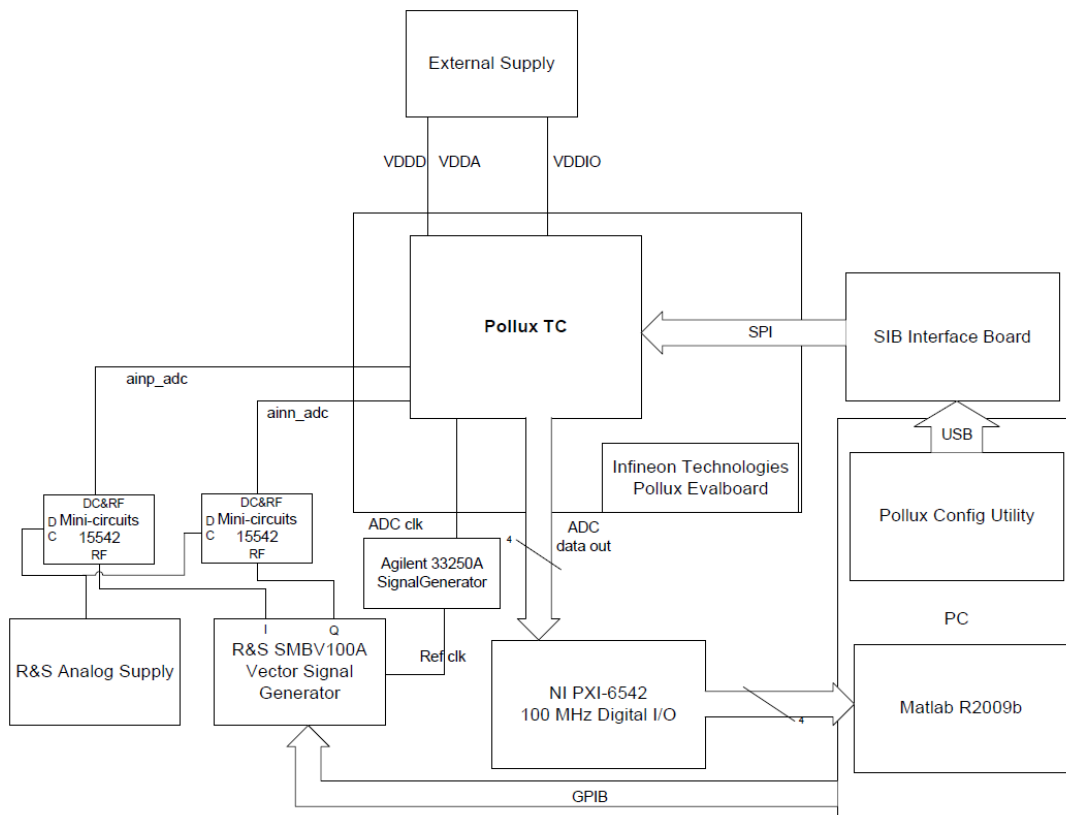 External Supply
VDDD
VDDA
VDDIO
Pollux TC
SPI
SIB Interface Board
ainp_adc
ainn_adc
USB
Infineon Technologies
Pollux Evalboard
Pollux Config Utility
DC&RF
D
C
Mini-circuits
15542
RF
DC&RF
D
C
Mini-circuits
15542
RF
ADC clk
4
ADC
data out
Agilent 33250A
SignalGenerator
PC
R&S Analog Supply
I
Q
R&S SMBV100A
Vector Signal
Generator
Ref clk
NI PXI-6542
100 MHz Digital I/O
4
Matlab R2009b
GPIB